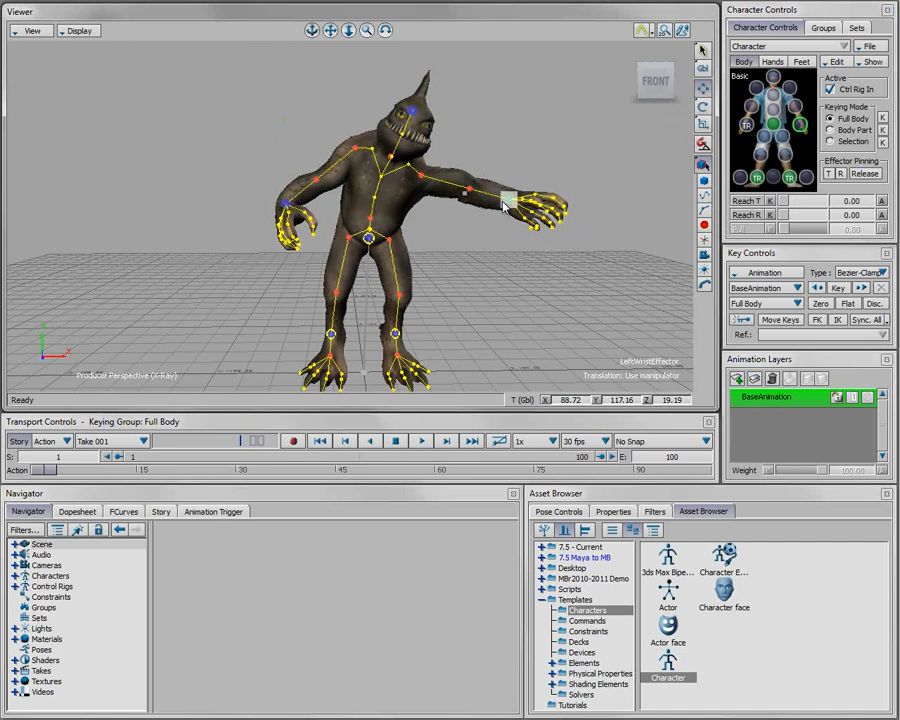 Viewer
View Display
FRONT
Gbl
LeftWristEffector
Producer Perspective (X-Ray)
Translation: Use manipulator
Ready
T (Gbl) X 88.72 Y 117.16 Z 19.19
Transport Controls - Keying Group: Full Body
Story Action Take 001
1x 30 fps No Snap
S: 1 1 100 E: 100
Action 15 30 45 60 75 90
Navigator
Navigator Dopesheet FCurves Story Animation Trigger
Filters...
Scene
Audio
Cameras
Characters
Control Rigs
Constraints
Groups
Sets
Lights
Materials
Poses
Shaders
Takes
Textures
Videos
Character Controls
Character Controls Groups Sets
Character File
Body Hands Feet Edit Show
Basic
Active
Ctrl Rig In
Keying Mode
Full Body K
Body Part K
Selection K
Effector Pinning
T R Release
TR
TR TR
Reach T K 0.00 A
Reach R K 0.00 A
0.00
Key Controls
Animation Type : Bezier-Clamp
BaseAnimation Key
Full Body Zero Flat Disc.
Move Keys FK IK Sync. All
Ref.:
Animation Layers
BaseAnimation
Weight 100.00 A
Asset Browser
Pose Controls Properties Filters Asset Browser
7.5 - Current
7.5 Maya to MB
Desktop
MBr2010-2011 Demo
Scripts
Templates
Characters
Commands
Constraints
Decks
Devices
Elements
Physical Properties
Shading Elements
Solvers
Tutorials
3ds Max Bipe...
Character E...
Actor
Character face
Actor face
Character